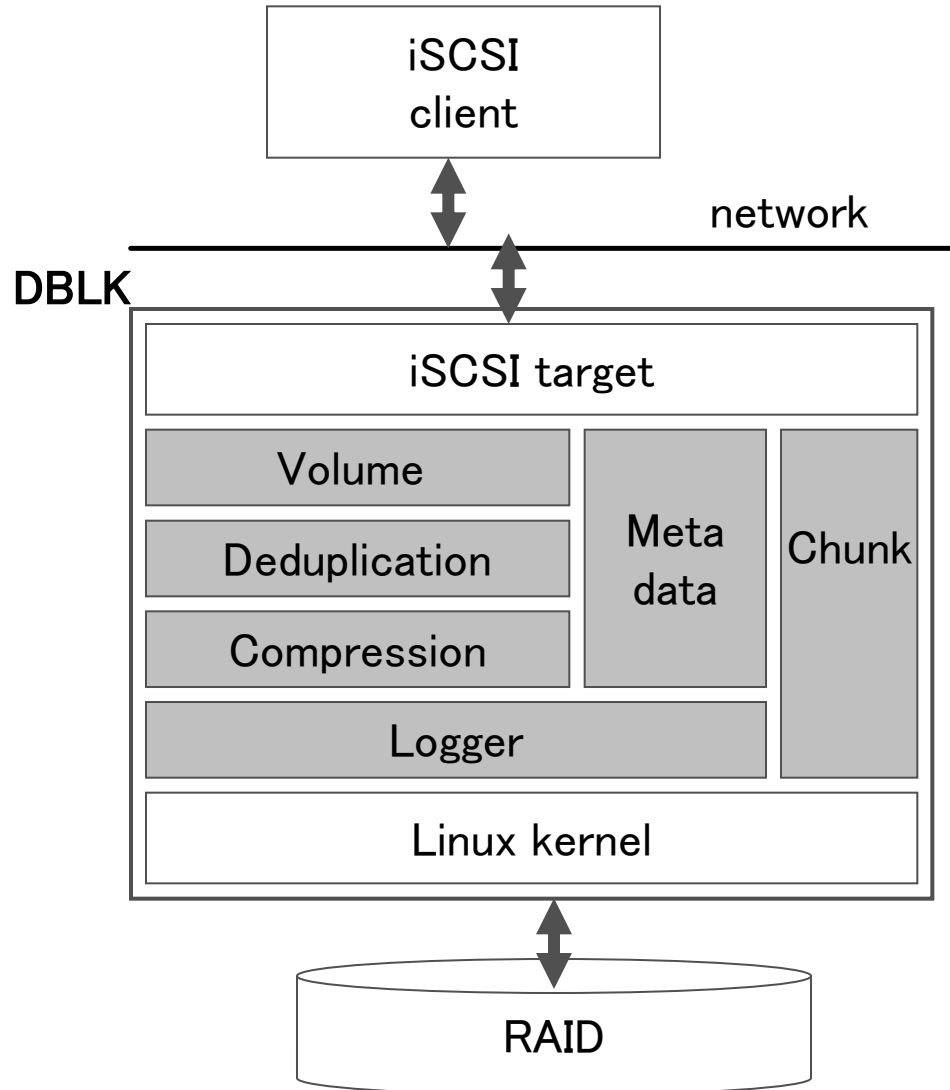 iSCSI
client
network
DBLK
iSCSI target
Volume
Deduplication
Compression
Meta
data
Chunk
Logger
Linux kernel
RAID